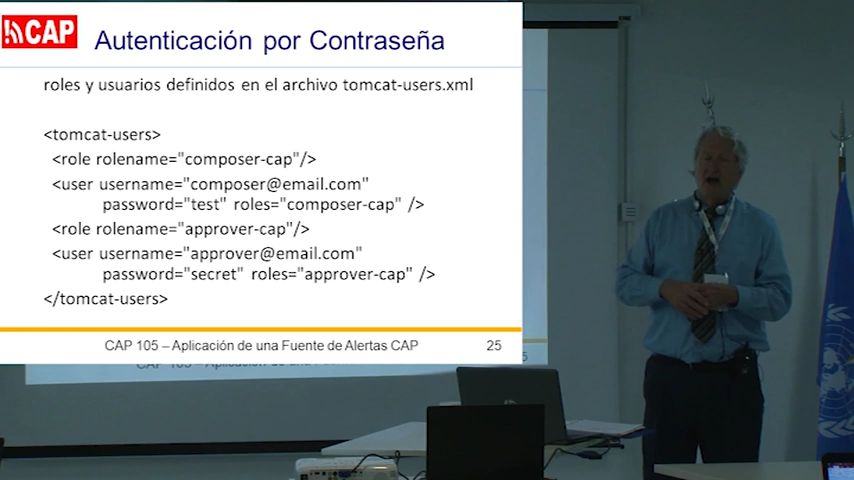 CAP
Autenticación por Contraseña
roles y usuarios definidos en el archivo tomcat-users.xml
<tomcat-users>
<role rolename="composer-cap"/>
<user username="composer@email.com"
password="test" roles="composer-cap" />
<role rolename="approver-cap"/>
<user username="approver@email.com"
password="secret" roles="approver-cap" />
</tomcat-users>
CAP 105 – Aplicación de una Fuente de Alertas CAP 25